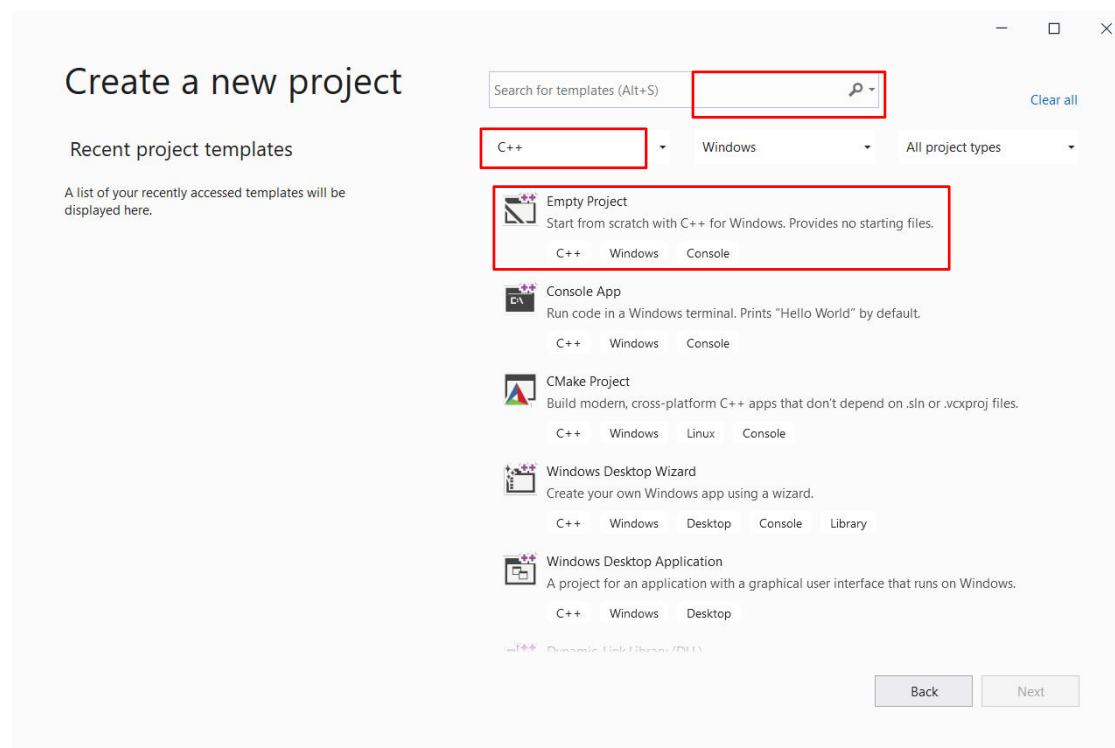 Create a new project
Search for templates (Alt+S)
Clear all
Recent project templates
C++ Windows All project types
A list of your recently accessed templates will be
displayed here.
Empty Project
Start from scratch with C++ for Windows. Provides no starting files.
C++ Windows Console
Console App
Run code in a Windows terminal. Prints "Hello World" by default.
C++ Windows Console
CMake Project
Build modern, cross-platform C++ apps that don't depend on .sln or .vcxproj files.
C++ Windows Linux Console
Windows Desktop Wizard
Create your own Windows app using a wizard.
C++ Windows Desktop Console Library
Windows Desktop Application
A project for an application with a graphical user interface that runs on Windows.
C++ Windows Desktop
Dynamic-Link Library (DLL)
Back Next